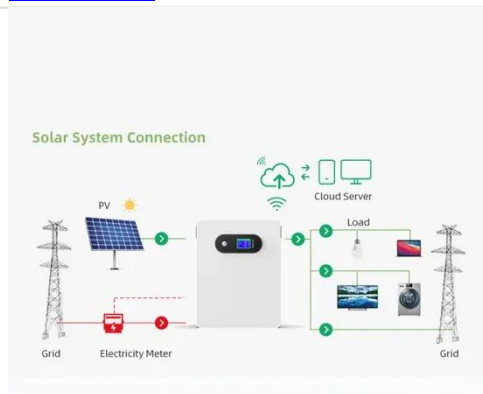 Solar System Connection
Cloud Server
PV
Load
Grid
Electricity Meter
Grid